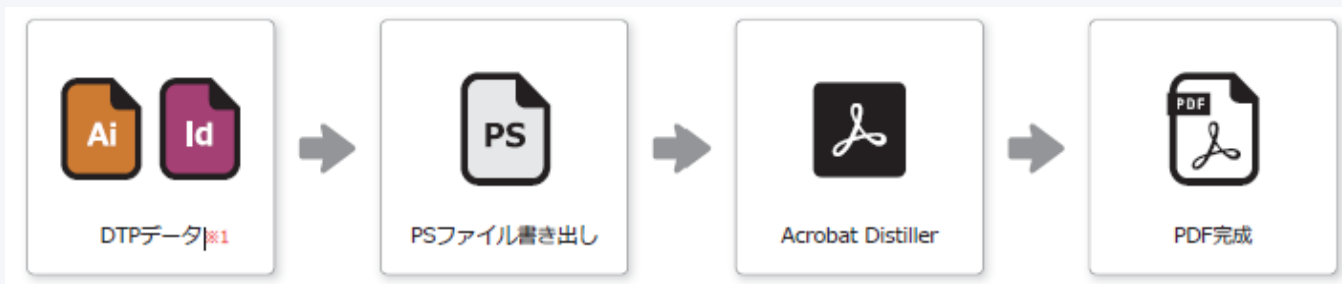 Ai
Id
DTPデータ※1
PS
PSファイル書き出し
Acrobat Distiller
PDF
PDF完成